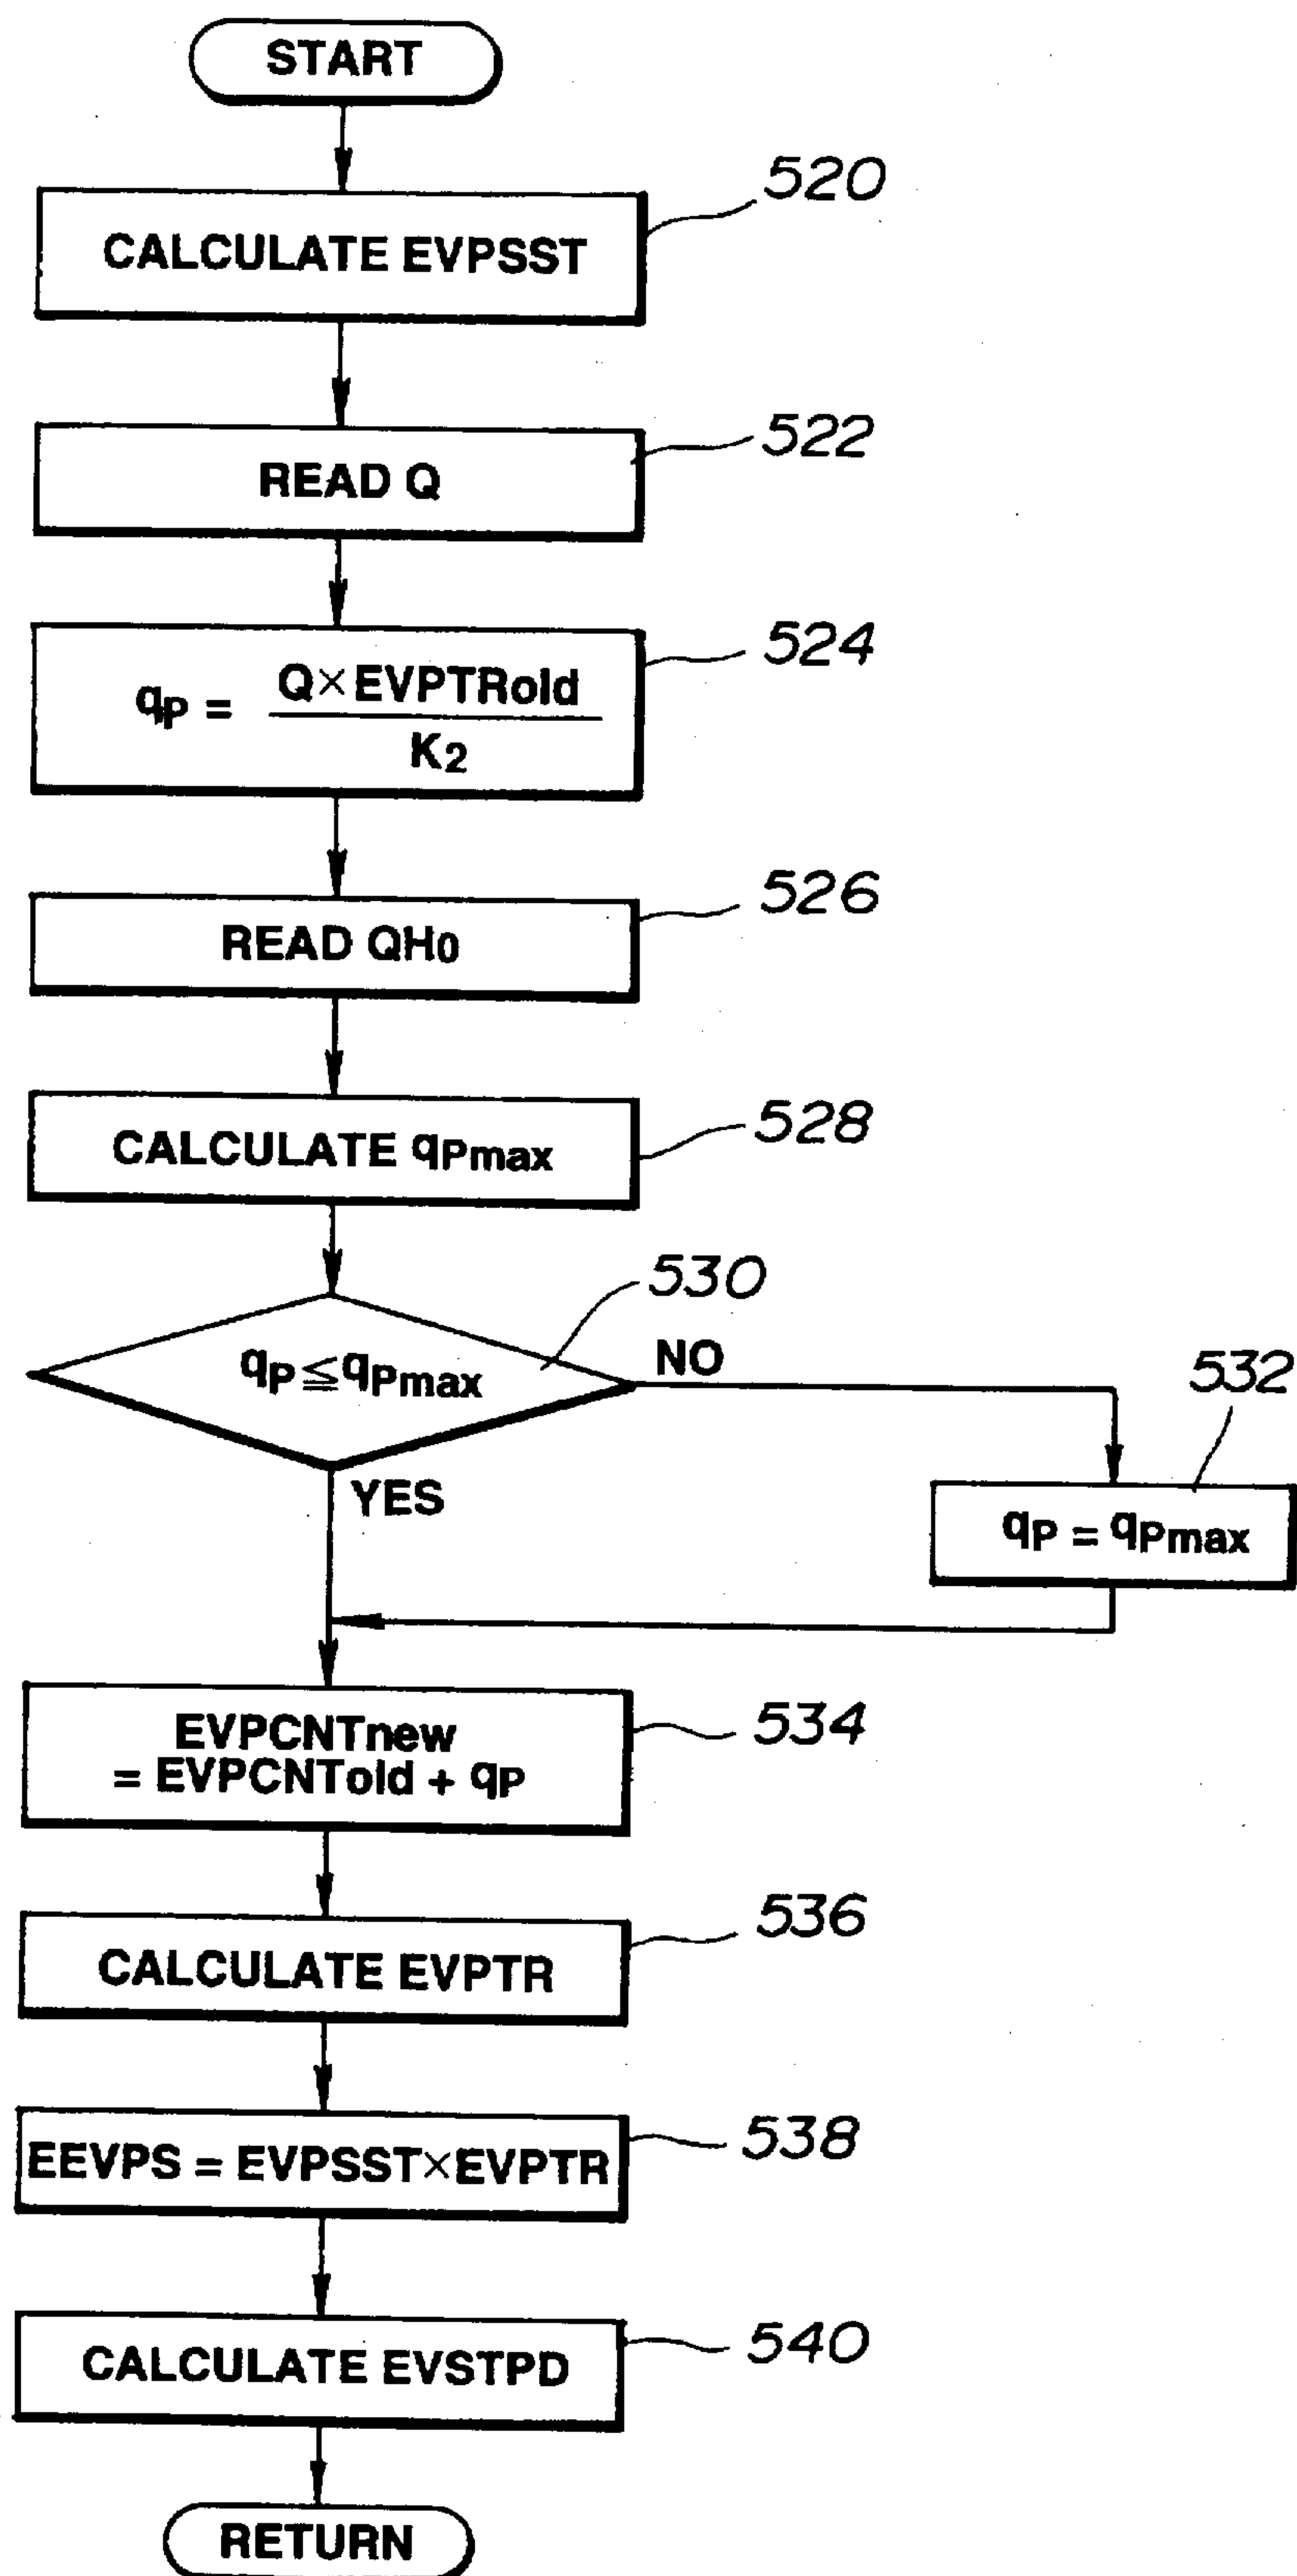 START
520
CALCULATE EVPSST
522
READ Q
524
qP = Q×EVPTRold
K2
526
READ QH0
528
CALCULATE qPmax
530
qP≦qPmax
NO
532
YES
qP = qPmax
534
EVPCNTnew
= EVPCNTold + qP
536
CALCULATE EVPTR
538
EEVPS = EVPSST×EVPTR
540
CALCULATE EVSTPD
RETURN